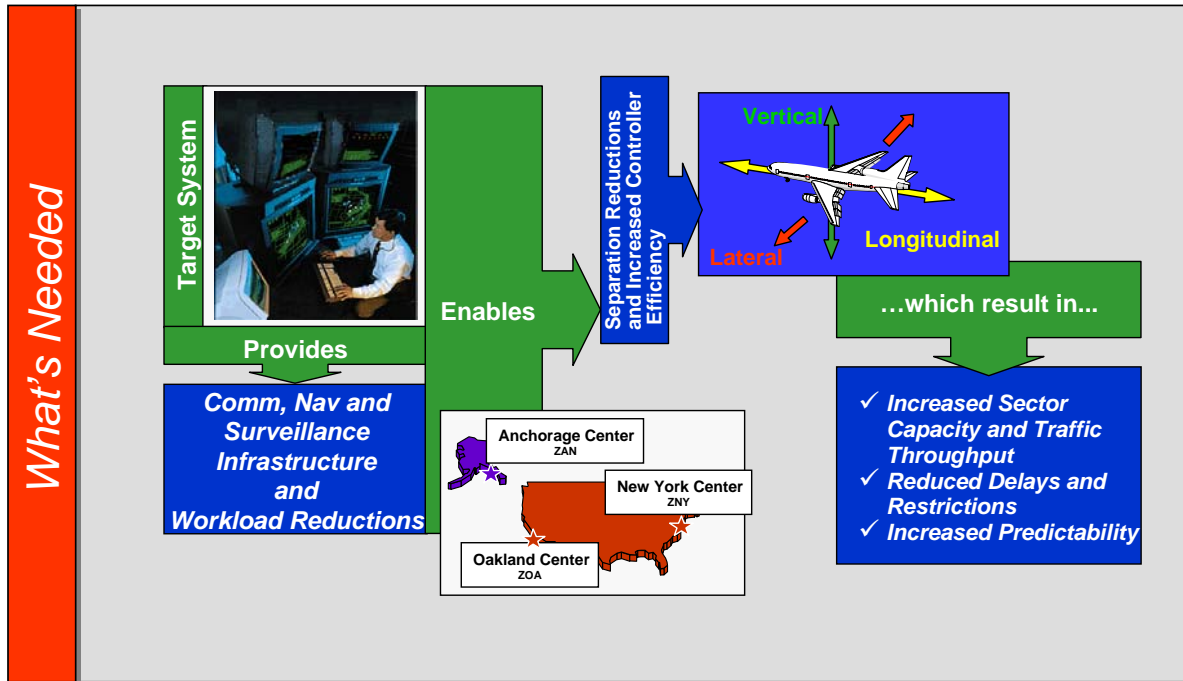 What's Needed
Target System
Provides
Comm, Nav and
Surveillance
Infrastructure
and
Workload Reductions
Enables
Anchorage Center
ZAN
New York Center
ZNY
Oakland Center
ZOA
Separation Reductions
and Increased Controller
Efficiency
Vertical
Longitudinal
Lateral
…which result in...
✓ Increased Sector
Capacity and Traffic
Throughput
✓ Reduced Delays and
Restrictions
✓ Increased Predictability